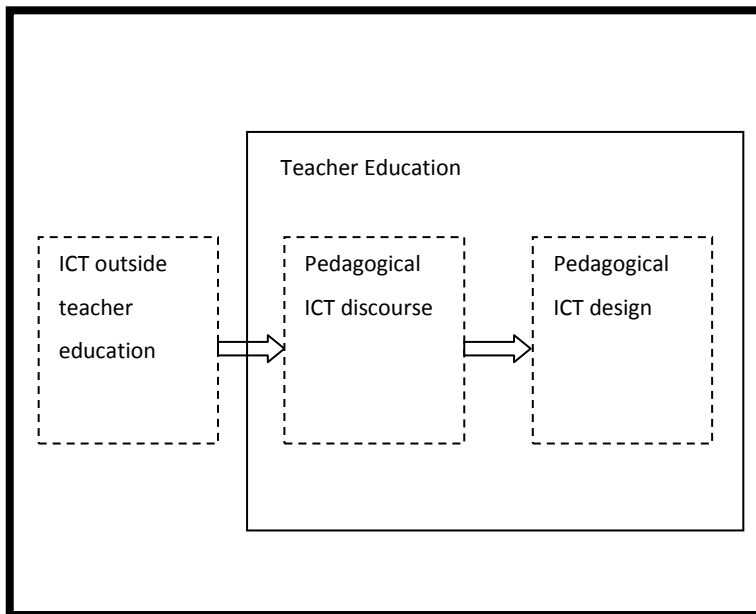 Teacher Education
ICT outside
teacher
education
Pedagogical
ICT discourse
Pedagogical
ICT design